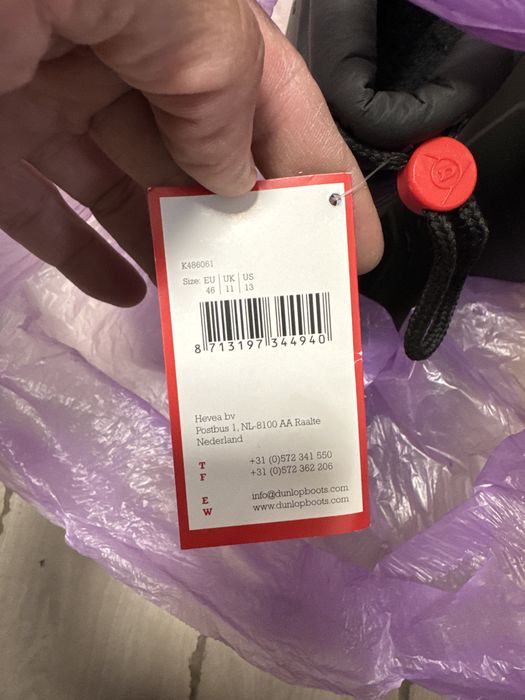 K486061
Size: EU | UK | US
46 | 11 | 13
8 713197 344940
Hevea bv
Postbus 1, NL-8100 AA Raalte
Nederland
T +31 (0)572 341 550
F +31 (0)572 362 206
E info@dunlopboots.com
W www.dunlopboots.com